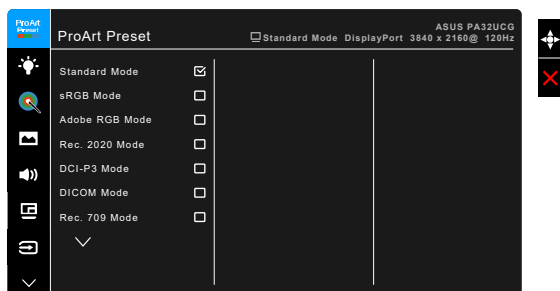 ProArt
Preset
ProArt Preset
ASUS PA32UCG
Standard Mode DisplayPort 3840 x 2160@ 120Hz
Standard Mode
sRGB Mode
Adobe RGB Mode
Rec. 2020 Mode
DCI-P3 Mode
DICOM Mode
Rec. 709 Mode